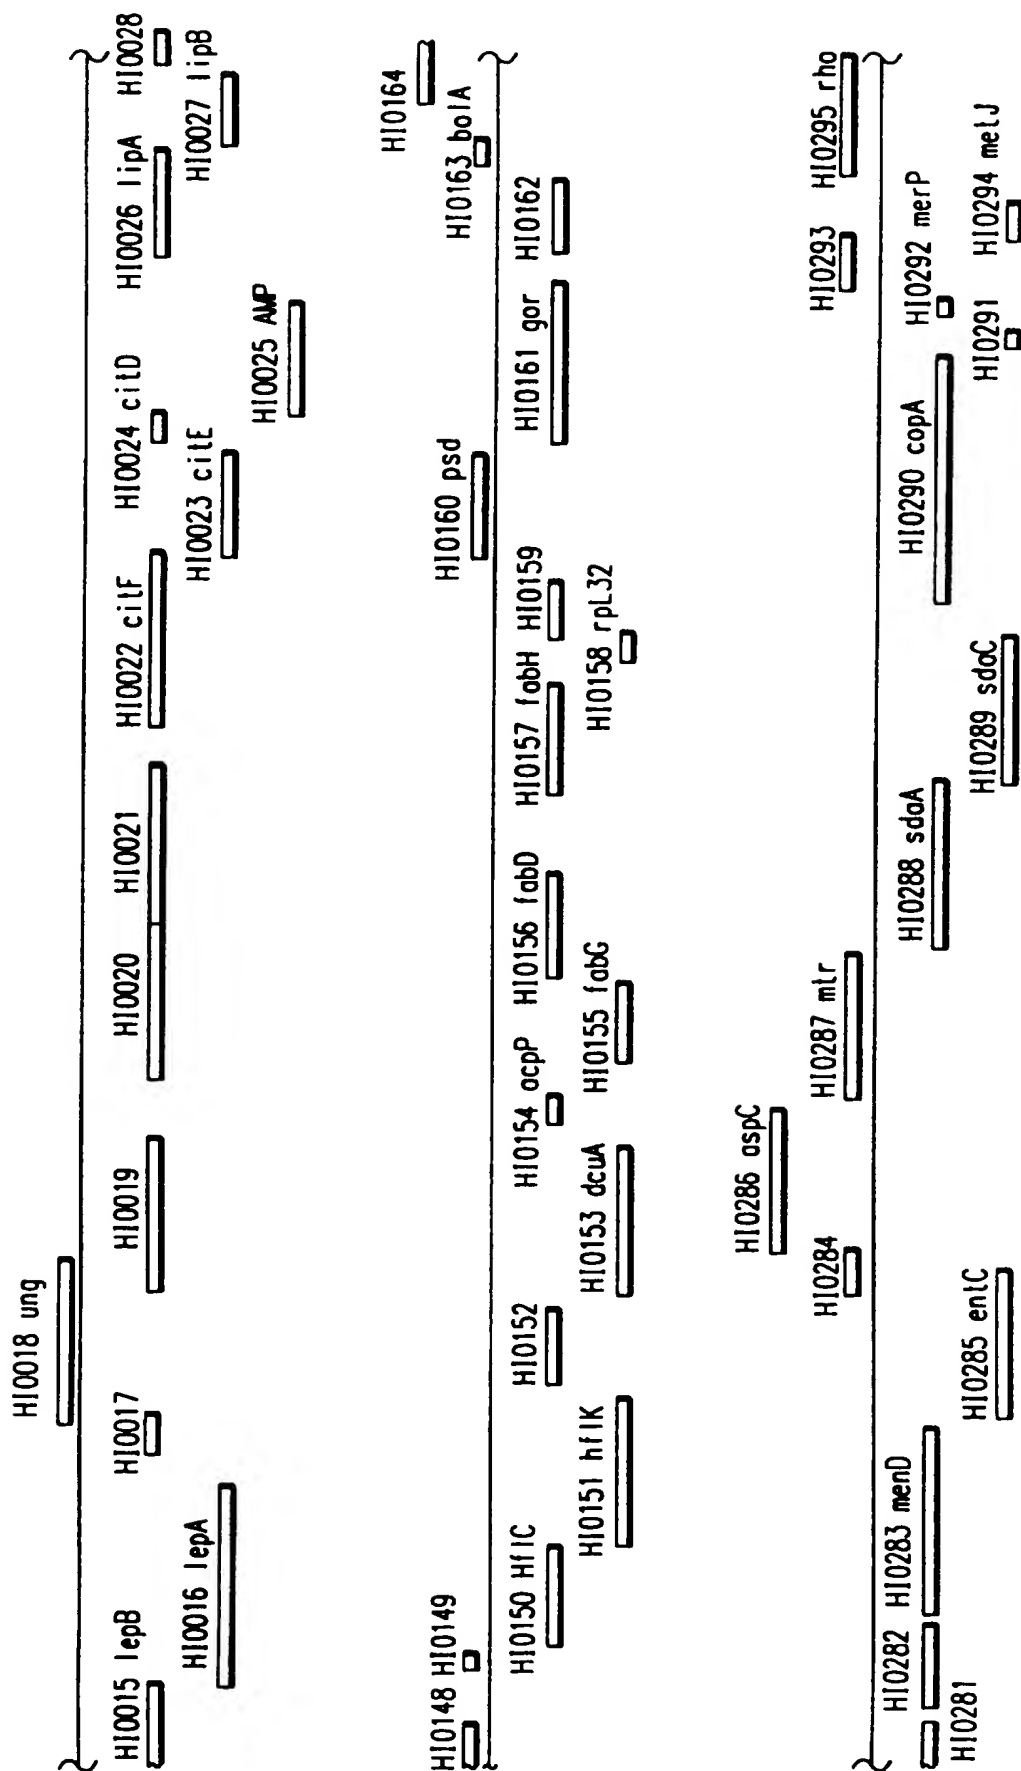 HI0015 lepB
HI0016 lepA
HI0017
HI0018 ung
HI0019
HI0020
HI0021
HI0022 citF
HI0023 citE
HI0024 citD
HI0025 AMP
HI0026 lipA
HI0027 lipB
HI0028
HI0148
HI0149
HI0150 HflC
HI0151 hflK
HI0152
HI0153 dcuA
HI0154 acpP
HI0155 fabG
HI0156 fabD
HI0157 fabH
HI0158 rpL32
HI0159
HI0160 psd
HI0161 gor
HI0162
HI0163 bolA
HI0164
HI0281
HI0282
HI0283 menD
HI0284
HI0285 entC
HI0286 aspC
HI0287 mtr
HI0288 sdaA
HI0289 sdaC
HI0290 copA
HI0291
HI0292 merP
HI0293
HI0294 metJ
HI0295 rho